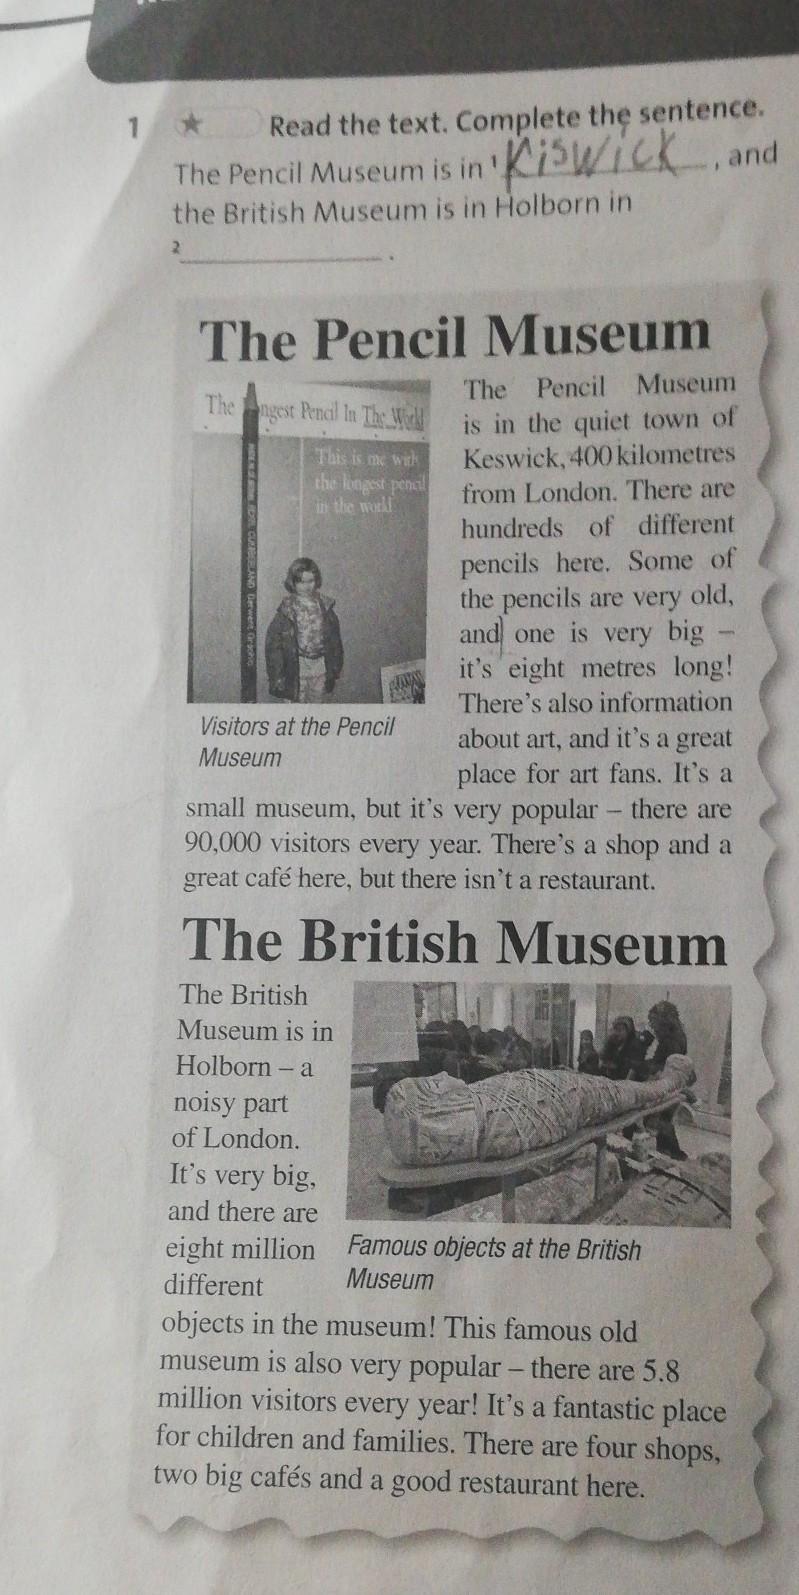 1 ★ Read the text. Complete the sentence.
The Pencil Museum is in ¹ Kiswick, and
the British Museum is in Holborn in
2 ____________ .
The Pencil Museum
The ngest Pencil In The World
This is me with
the longest pencil
in the world
The Pencil Museum
is in the quiet town of
Keswick, 400 kilometres
from London. There are
hundreds of different
pencils here. Some of
the pencils are very old,
and one is very big –
it's eight metres long!
There's also information
about art, and it's a great
place for art fans. It's a
small museum, but it's very popular – there are
90,000 visitors every year. There's a shop and a
great café here, but there isn't a restaurant.
Visitors at the Pencil
Museum
The British Museum
The British
Museum is in
Holborn – a
noisy part
of London.
It's very big,
and there are
eight million
different
objects in the museum! This famous old
museum is also very popular – there are 5.8
million visitors every year! It's a fantastic place
for children and families. There are four shops,
two big cafés and a good restaurant here.
Famous objects at the British
Museum